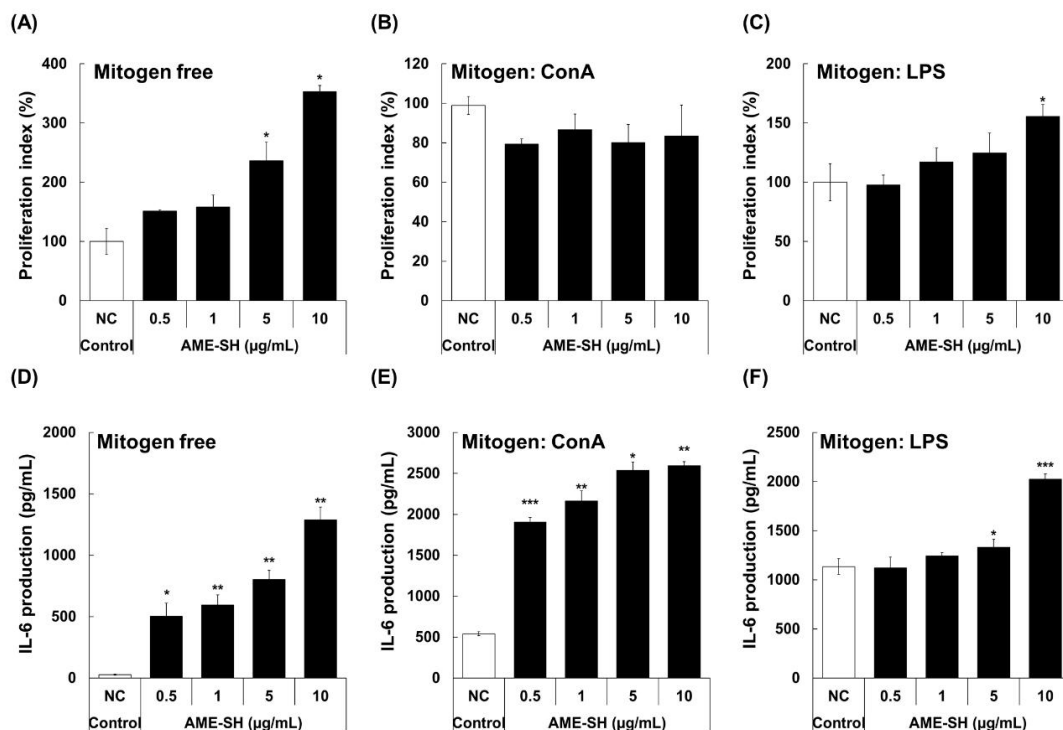 (A)
Mitogen free
Proliferation index (%)
400
300
200
100
0
*
*
NC 0.5 1 5 10
Control AME-SH (µg/mL)
(B)
Mitogen: ConA
Proliferation index (%)
120
100
80
60
40
20
0
NC 0.5 1 5 10
Control AME-SH (µg/mL)
(C)
Mitogen: LPS
Proliferation index (%)
200
150
100
50
0
*
NC 0.5 1 5 10
Control AME-SH (µg/mL)
(D)
Mitogen free
IL-6 production (pg/mL)
2000
1500
1000
500
0
*
**
**
**
NC 0.5 1 5 10
Control AME-SH (µg/mL)
(E)
Mitogen: ConA
IL-6 production (pg/mL)
3000
2500
2000
1500
1000
500
0
***
**
*
**
NC 0.5 1 5 10
Control AME-SH (µg/mL)
(F)
Mitogen: LPS
IL-6 production (pg/mL)
2500
2000
1500
1000
500
0
*
***
NC 0.5 1 5 10
Control AME-SH (µg/mL)